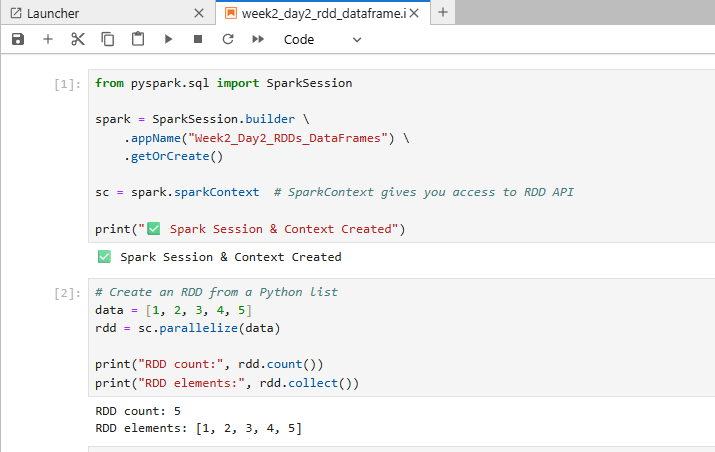 Launcher
week2_day2_rdd_dataframe.i
Code
[1]:
from pyspark.sql import SparkSession
spark = SparkSession.builder \
    .appName("Week2_Day2_RDDs_DataFrames") \
    .getOrCreate()
sc = spark.sparkContext  # SparkContext gives you access to RDD API
print("✅ Spark Session & Context Created")
✅ Spark Session & Context Created
[2]:
# Create an RDD from a Python list
data = [1, 2, 3, 4, 5]
rdd = sc.parallelize(data)
print("RDD count:", rdd.count())
print("RDD elements:", rdd.collect())
RDD count: 5
RDD elements: [1, 2, 3, 4, 5]